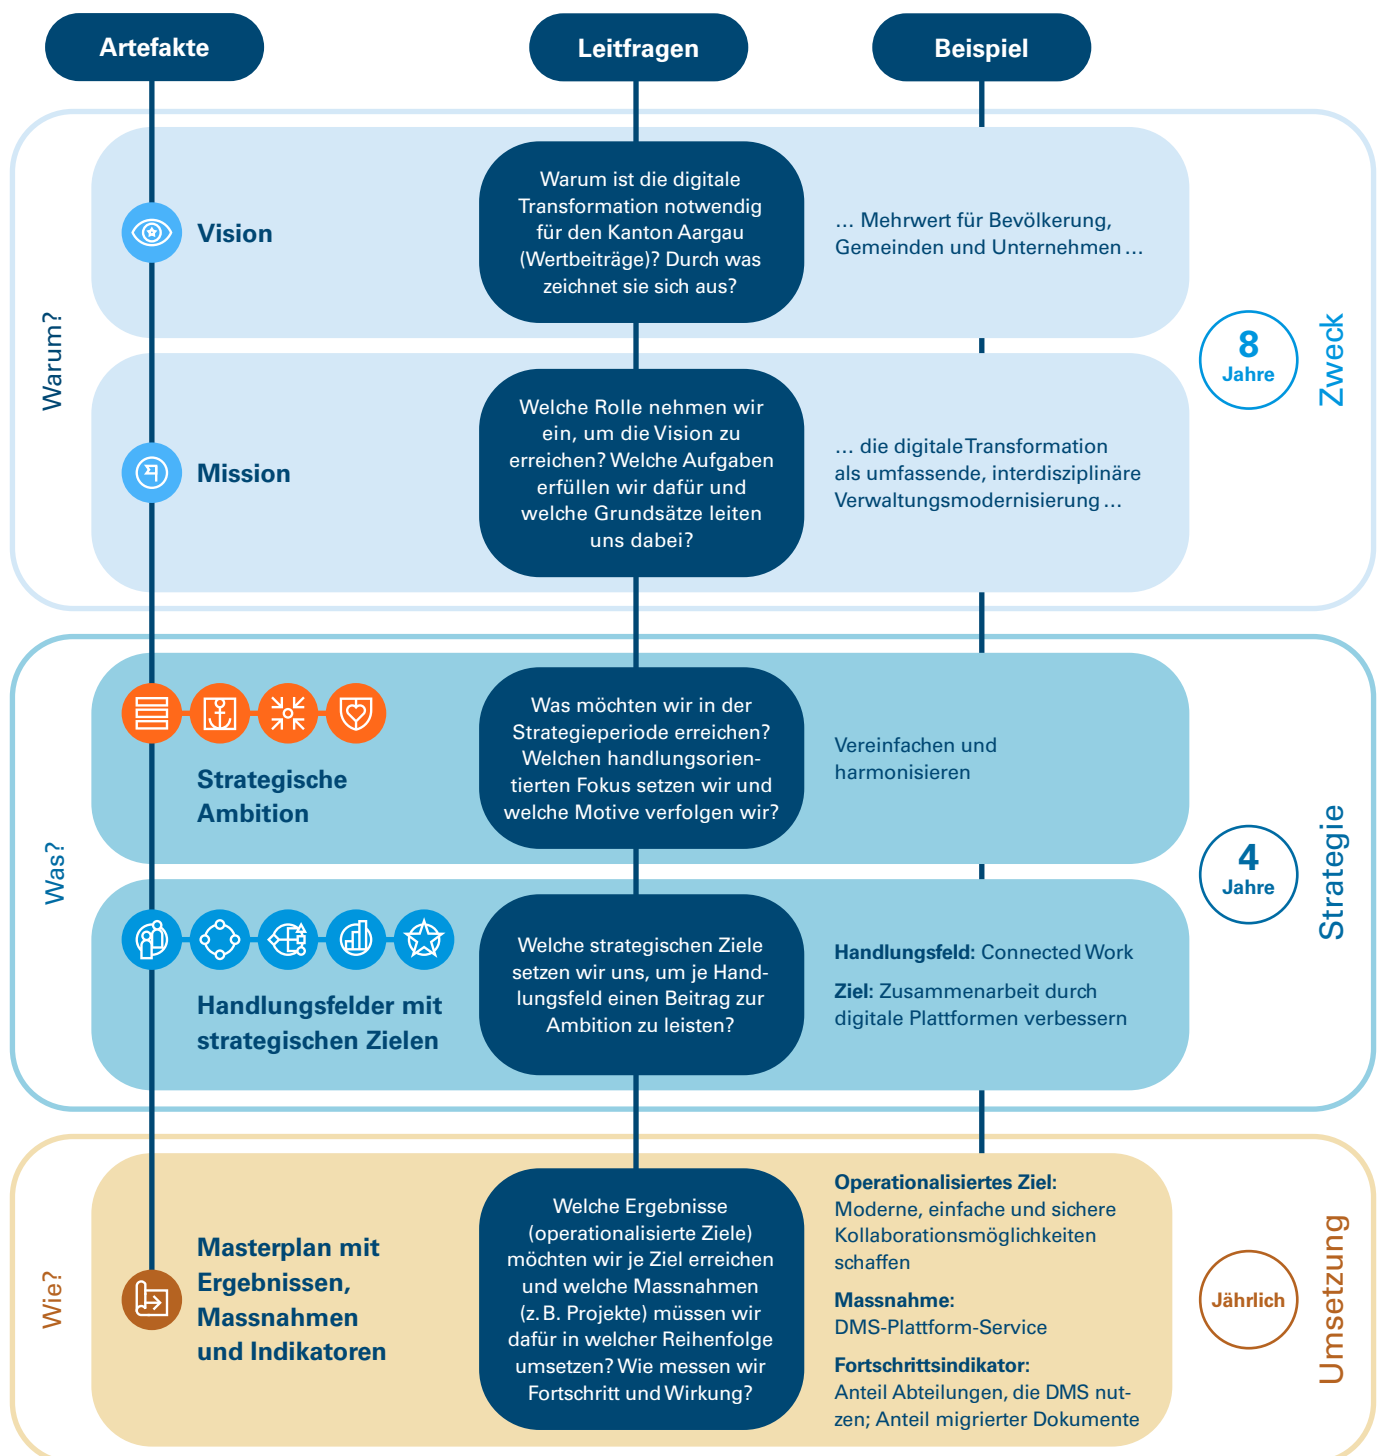 Artefakte
Leitfragen
Beispiel
Warum?
Vision
Warum ist die digitale
Transformation notwendig
für den Kanton Aargau
(Wertbeiträge)? Durch was
zeichnet sie sich aus?
… Mehrwert für Bevölkerung,
Gemeinden und Unternehmen …
Mission
Welche Rolle nehmen wir
ein, um die Vision zu
erreichen? Welche Aufgaben
erfüllen wir dafür und
welche Grundsätze leiten
uns dabei?
… die digitale Transformation
als umfassende, interdisziplinäre
Verwaltungsmodernisierung …
8
Jahre
Zweck
Was?
Strategische
Ambition
Was möchten wir in der
Strategieperiode erreichen?
Welchen handlungsorien-
tierten Fokus setzen wir und
welche Motive verfolgen wir?
Vereinfachen und
harmonisieren
Handlungsfelder mit
strategischen Zielen
Welche strategischen Ziele
setzen wir uns, um je Hand-
lungsfeld einen Beitrag zur
Ambition zu leisten?
Handlungsfeld: Connected Work
Ziel: Zusammenarbeit durch
digitale Plattformen verbessern
4
Jahre
Strategie
Wie?
Masterplan mit
Ergebnissen,
Massnahmen
und Indikatoren
Welche Ergebnisse
(operationalisierte Ziele)
möchten wir je Ziel erreichen
und welche Massnahmen
(z. B. Projekte) müssen wir
dafür in welcher Reihenfolge
umsetzen? Wie messen wir
Fortschritt und Wirkung?
Operationalisiertes Ziel:
Moderne, einfache und sichere
Kollaborationsmöglichkeiten
schaffen
Massnahme:
DMS-Plattform-Service
Fortschrittsindikator:
Anteil Abteilungen, die DMS nut-
zen; Anteil migrierter Dokumente
Jährlich
Umsetzung